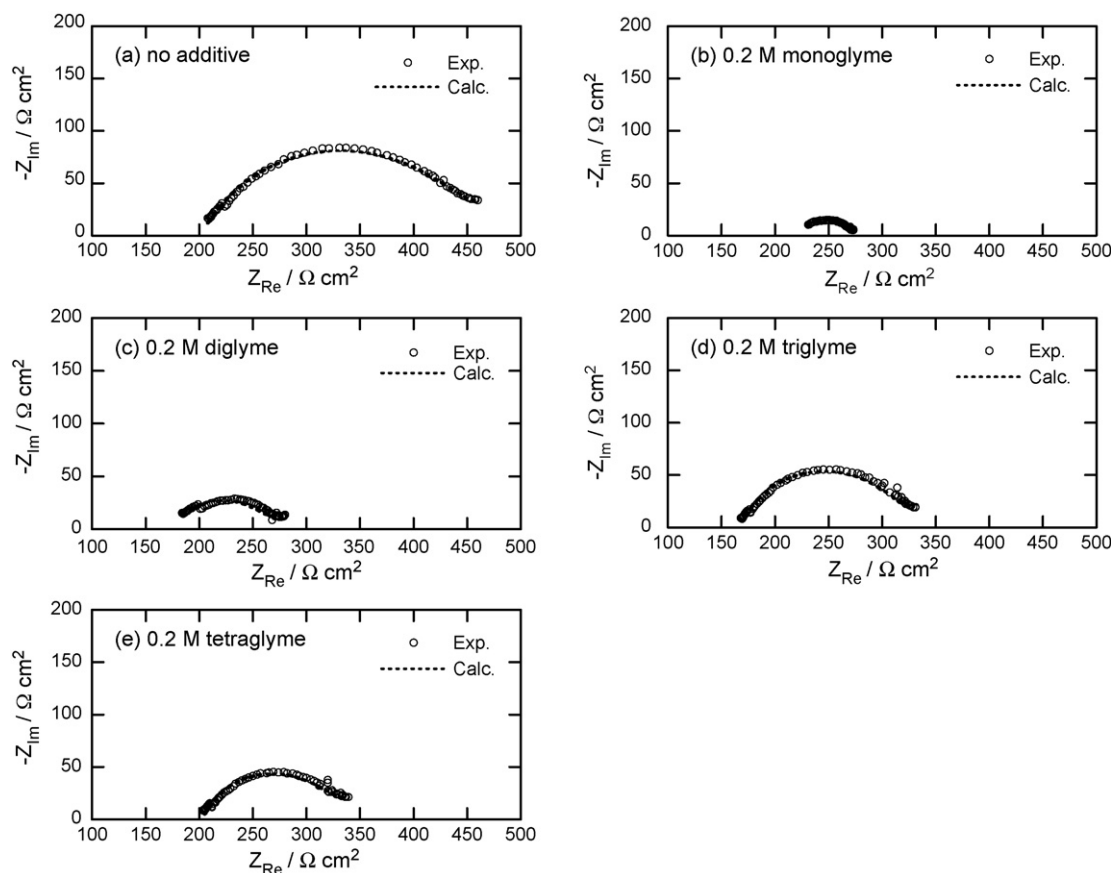 (a) no additive
Exp.
Calc.
200
150
100
50
0
-Z_Im / Ω cm²
100 150 200 250 300 350 400 450 500
Z_Re / Ω cm²
(b) 0.2 M monoglyme
Exp.
Calc.
200
150
100
50
0
-Z_Im / Ω cm²
100 150 200 250 300 350 400 450 500
Z_Re / Ω cm²
(c) 0.2 M diglyme
Exp.
Calc.
200
150
100
50
0
-Z_Im / Ω cm²
100 150 200 250 300 350 400 450 500
Z_Re / Ω cm²
(d) 0.2 M triglyme
Exp.
Calc.
200
150
100
50
0
-Z_Im / Ω cm²
100 150 200 250 300 350 400 450 500
Z_Re / Ω cm²
(e) 0.2 M tetraglyme
Exp.
Calc.
200
150
100
50
0
-Z_Im / Ω cm²
100 150 200 250 300 350 400 450 500
Z_Re / Ω cm²